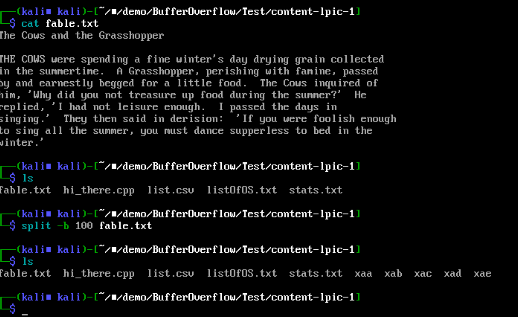 (kali■ kali)-[~/■/demo/BufferOverflow/Test/content-lpic-1]
$ cat fable.txt
The Cows and the Grasshopper
THE COWS were spending a fine winter's day drying grain collected
in the summertime. A Grasshopper, perishing with famine, passed
by and earnestly begged for a little food. The Cows inquired of
him, 'Why did you not treasure up food during the summer?' He
replied, 'I had not leisure enough. I passed the days in
singing.' They then said in derision: 'If you were foolish enough
to sing all the summer, you must dance supperless to bed in the
winter.'
(kali■ kali)-[~/■/demo/BufferOverflow/Test/content-lpic-1]
$ ls
fable.txt hi_there.cpp list.csv listOfOS.txt stats.txt
(kali■ kali)-[~/■/demo/BufferOverflow/Test/content-lpic-1]
$ split -b 100 fable.txt
(kali■ kali)-[~/■/demo/BufferOverflow/Test/content-lpic-1]
$ ls
fable.txt hi_there.cpp list.csv listOfOS.txt stats.txt xaa xab xac xad xae
(kali■ kali)-[~/■/demo/BufferOverflow/Test/content-lpic-1]
$ _